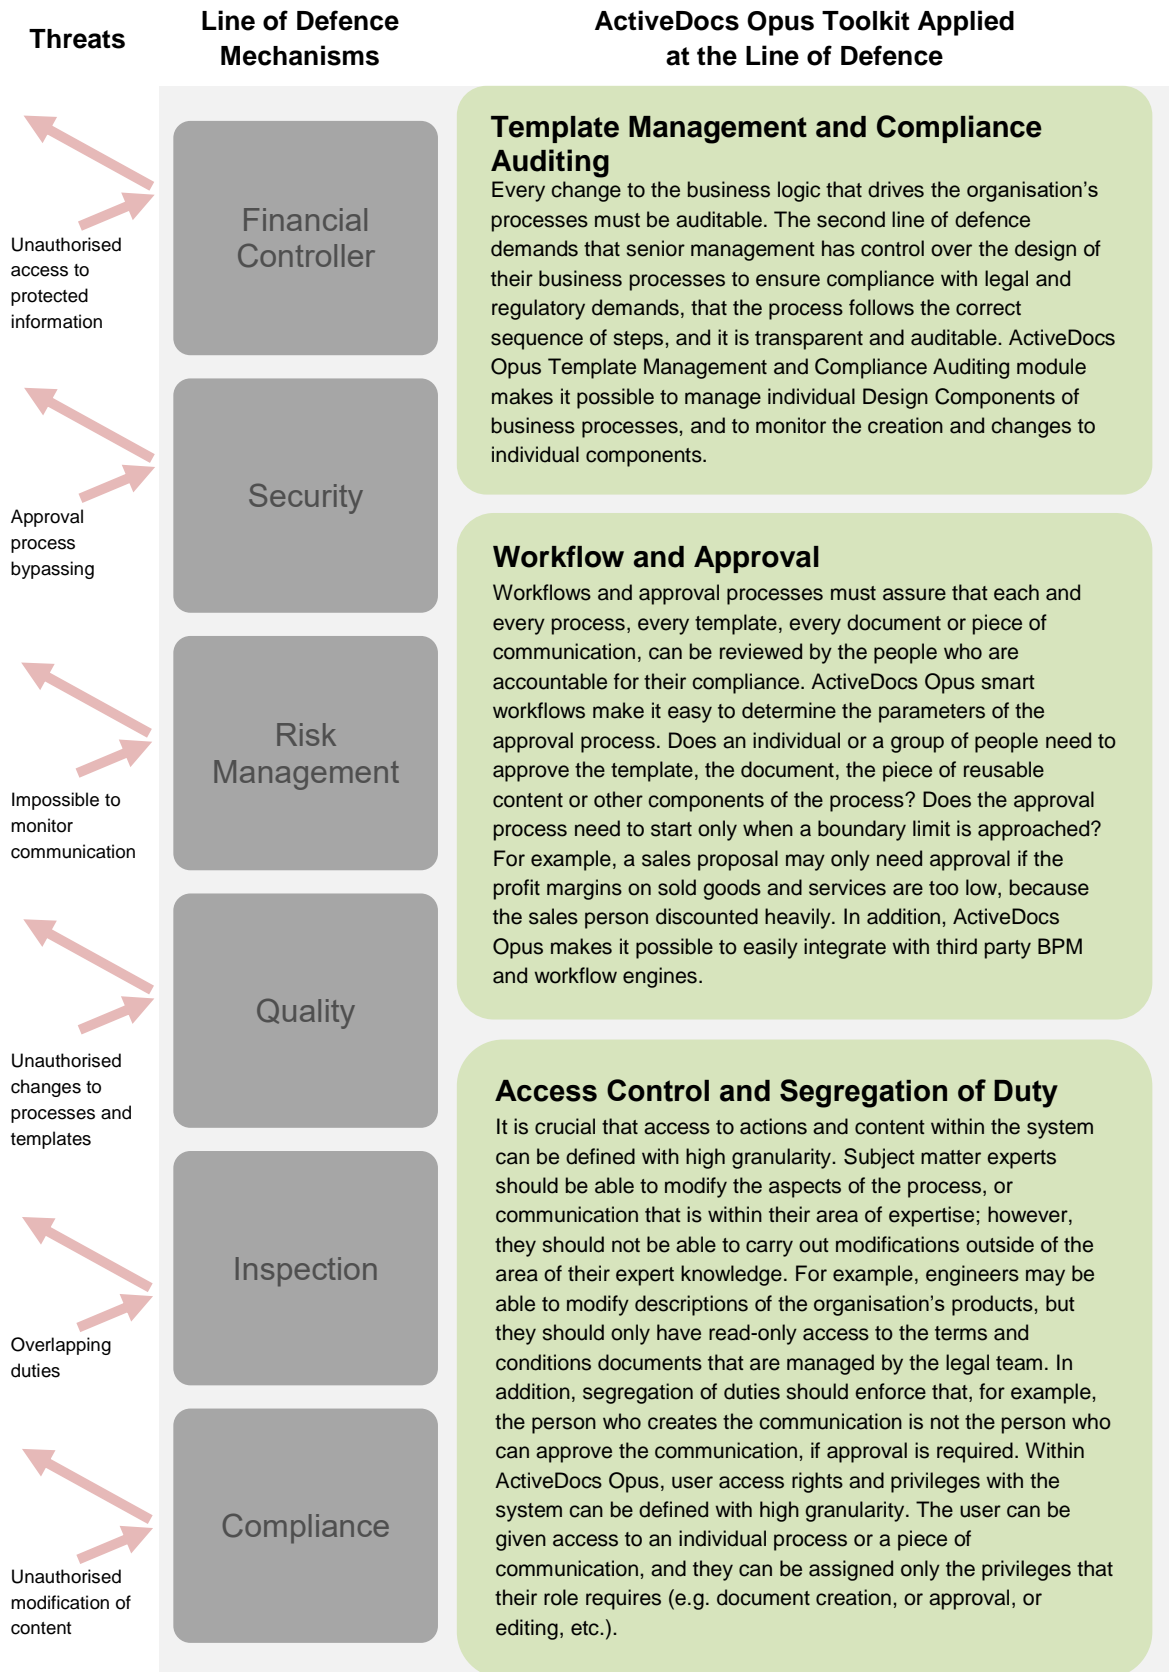 Threats
Line of Defence
Mechanisms
ActiveDocs Opus Toolkit Applied
at the Line of Defence
Unauthorised
access to
protected
information
Approval
process
bypassing
Impossible to
monitor
communication
Unauthorised
changes to
processes and
templates
Overlapping
duties
Unauthorised
modification of
content
Financial
Controller
Security
Risk
Management
Quality
Inspection
Compliance
Template Management and Compliance
Auditing
Every change to the business logic that drives the organisation’s
processes must be auditable. The second line of defence
demands that senior management has control over the design of
their business processes to ensure compliance with legal and
regulatory demands, that the process follows the correct
sequence of steps, and it is transparent and auditable. ActiveDocs
Opus Template Management and Compliance Auditing module
makes it possible to manage individual Design Components of
business processes, and to monitor the creation and changes to
individual components.
Workflow and Approval
Workflows and approval processes must assure that each and
every process, every template, every document or piece of
communication, can be reviewed by the people who are
accountable for their compliance. ActiveDocs Opus smart
workflows make it easy to determine the parameters of the
approval process. Does an individual or a group of people need to
approve the template, the document, the piece of reusable
content or other components of the process? Does the approval
process need to start only when a boundary limit is approached?
For example, a sales proposal may only need approval if the
profit margins on sold goods and services are too low, because
the sales person discounted heavily. In addition, ActiveDocs
Opus makes it possible to easily integrate with third party BPM
and workflow engines.
Access Control and Segregation of Duty
It is crucial that access to actions and content within the system
can be defined with high granularity. Subject matter experts
should be able to modify the aspects of the process, or
communication that is within their area of expertise; however,
they should not be able to carry out modifications outside of the
area of their expert knowledge. For example, engineers may be
able to modify descriptions of the organisation’s products, but
they should only have read-only access to the terms and
conditions documents that are managed by the legal team. In
addition, segregation of duties should enforce that, for example,
the person who creates the communication is not the person who
can approve the communication, if approval is required. Within
ActiveDocs Opus, user access rights and privileges with the
system can be defined with high granularity. The user can be
given access to an individual process or a piece of
communication, and they can be assigned only the privileges that
their role requires (e.g. document creation, or approval, or
editing, etc.).